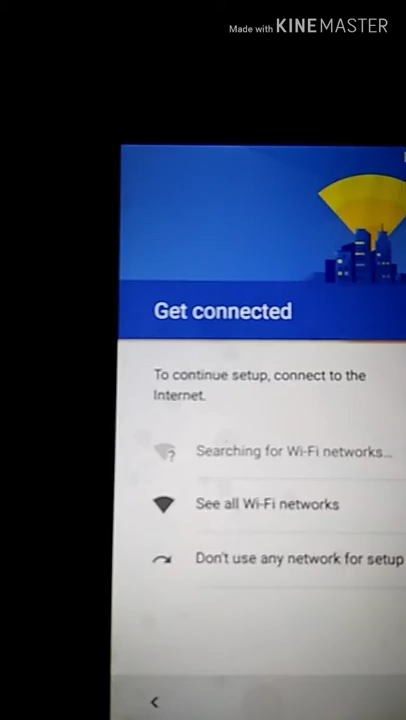 Made with KINEMASTER
Get connected
To continue setup, connect to the
Internet.
Searching for Wi-Fi networks...
See all Wi-Fi networks
Don't use any network for setup